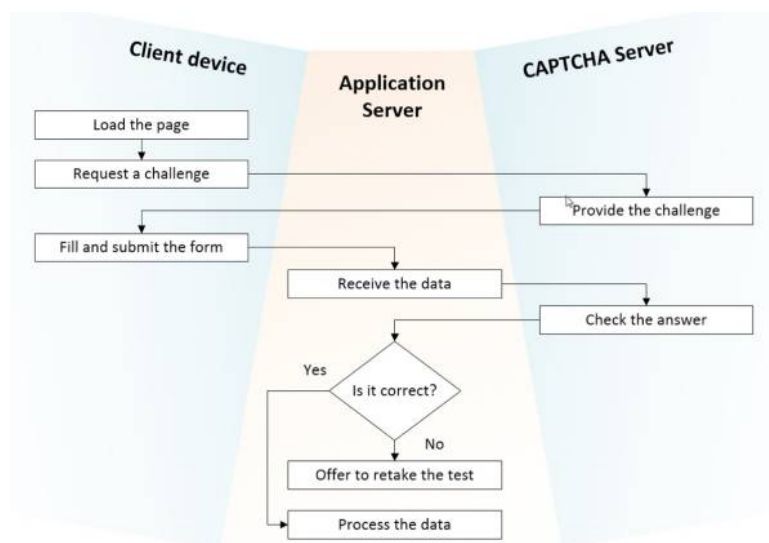 Client device
Application
Server
CAPTCHA Server
Load the page
Request a challenge
Provide the challenge
Fill and submit the form
Receive the data
Check the answer
Yes
Is it correct?
No
Offer to retake the test
Process the data